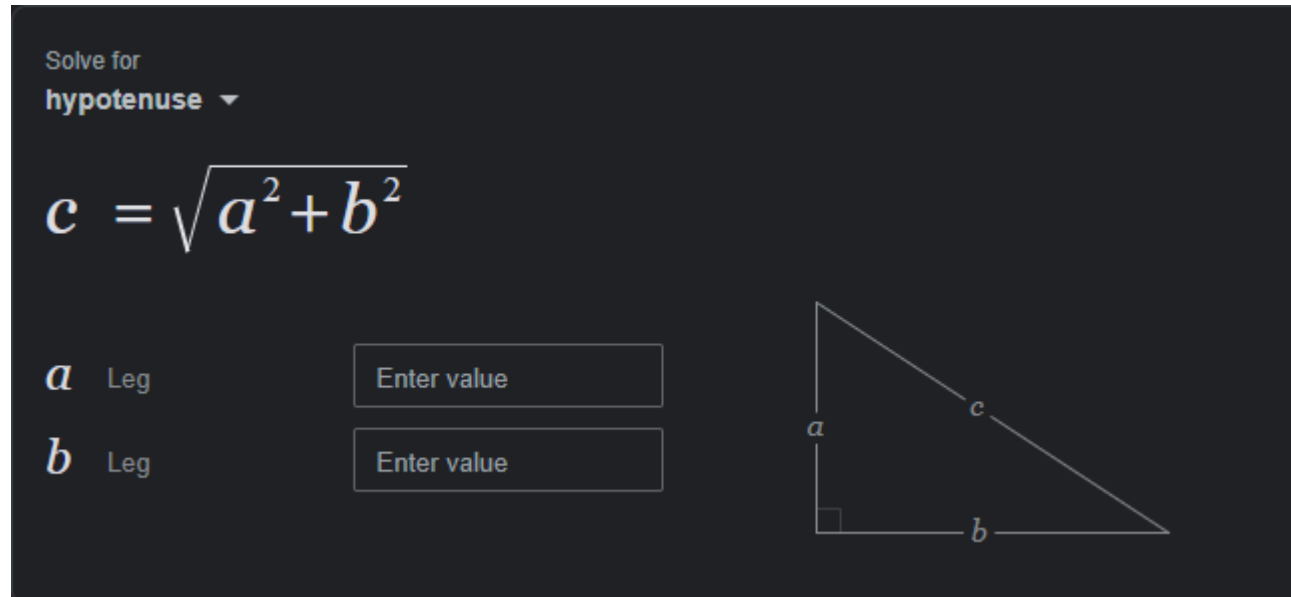 Solve for
hypotenuse
c = √a²+b²
a Leg Enter value
b Leg Enter value
a
c
b